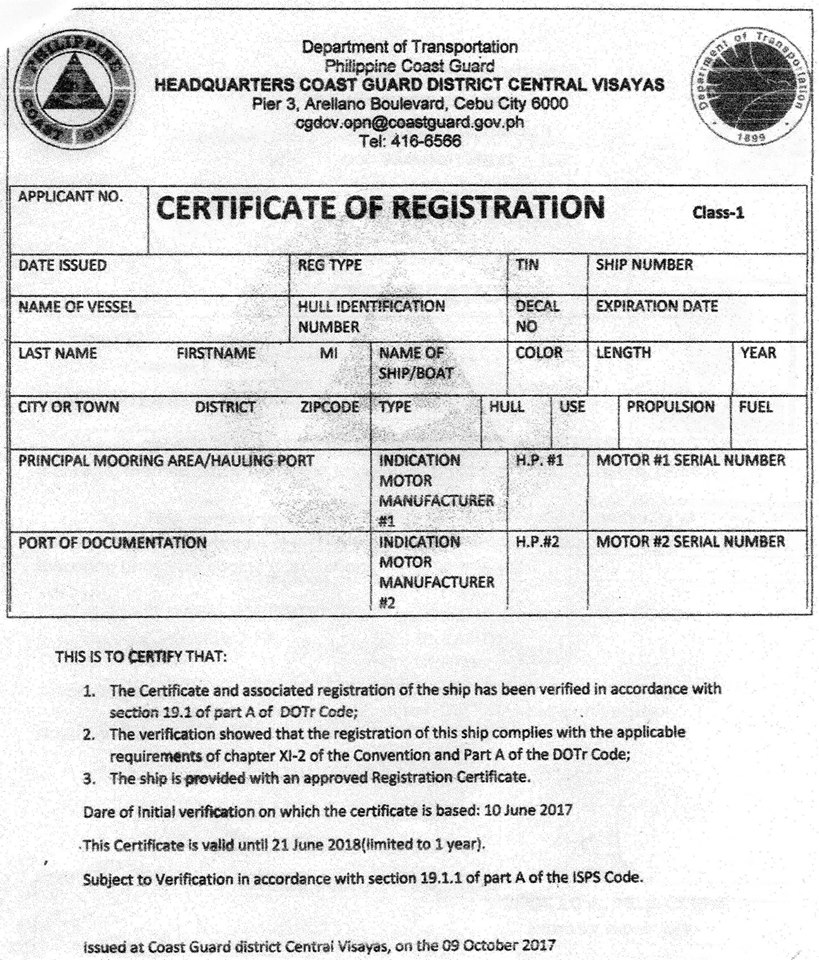 PHILIPPINE
COAST GUARD
Department of Transportation
Philippine Coast Guard
HEADQUARTERS COAST GUARD DISTRICT CENTRAL VISAYAS
Pier 3, Arellano Boulevard, Cebu City 6000
cgdcv.opn@coastguard.gov.ph
Tel: 416-6566
Department of Transportation
1899
APPLICANT NO.
CERTIFICATE OF REGISTRATION
Class-1
DATE ISSUED REG TYPE TIN SHIP NUMBER
NAME OF VESSEL HULL IDENTIFICATION DECAL EXPIRATION DATE
NUMBER NO
LAST NAME FIRSTNAME MI NAME OF COLOR LENGTH YEAR
SHIP/BOAT
CITY OR TOWN DISTRICT ZIPCODE TYPE HULL USE PROPULSION FUEL
PRINCIPAL MOORING AREA/HAULING PORT INDICATION H.P. #1 MOTOR #1 SERIAL NUMBER
MOTOR
MANUFACTURER
#1
PORT OF DOCUMENTATION INDICATION H.P.#2 MOTOR #2 SERIAL NUMBER
MOTOR
MANUFACTURER
#2
THIS IS TO CERTIFY THAT:
1. The Certificate and associated registration of the ship has been verified in accordance with
section 19.1 of part A of DOTr Code;
2. The verification showed that the registration of this ship complies with the applicable
requirements of chapter XI-2 of the Convention and Part A of the DOTr Code;
3. The ship is provided with an approved Registration Certificate.
Dare of Initial verification on which the certificate is based: 10 June 2017
This Certificate is valid until 21 June 2018(limited to 1 year).
Subject to Verification in accordance with section 19.1.1 of part A of the ISPS Code.
Issued at Coast Guard district Central Visayas, on the 09 October 2017